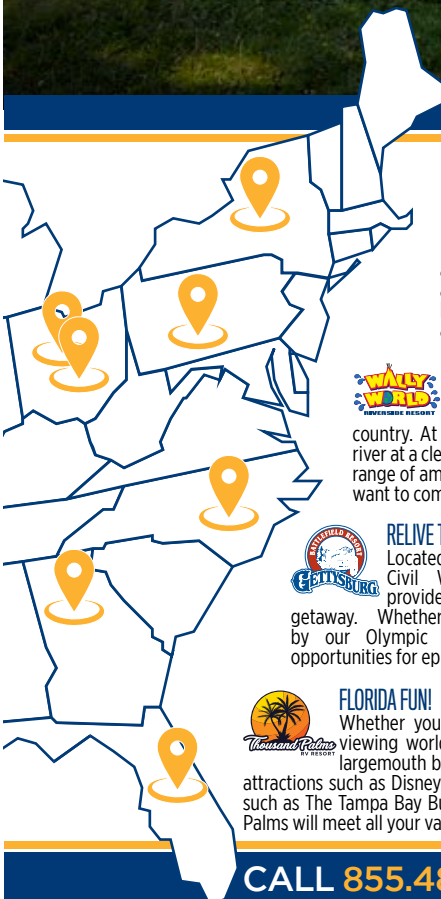 WALLY
WORLD
RIVERSIDE RESORT
country. At
river at a cle
range of am
want to com
BATTLEFIELD RESORT
GETTYSBURG
RELIVE T
Located
Civil W
provide
getaway. Whether
by our Olympic
opportunities for ep
FLORIDA FUN!
Thousand Palms
RV RESORT
Whether you
viewing world
largemouth b
attractions such as Disney
such as The Tampa Bay Bu
Palms will meet all your va
CALL 855.48